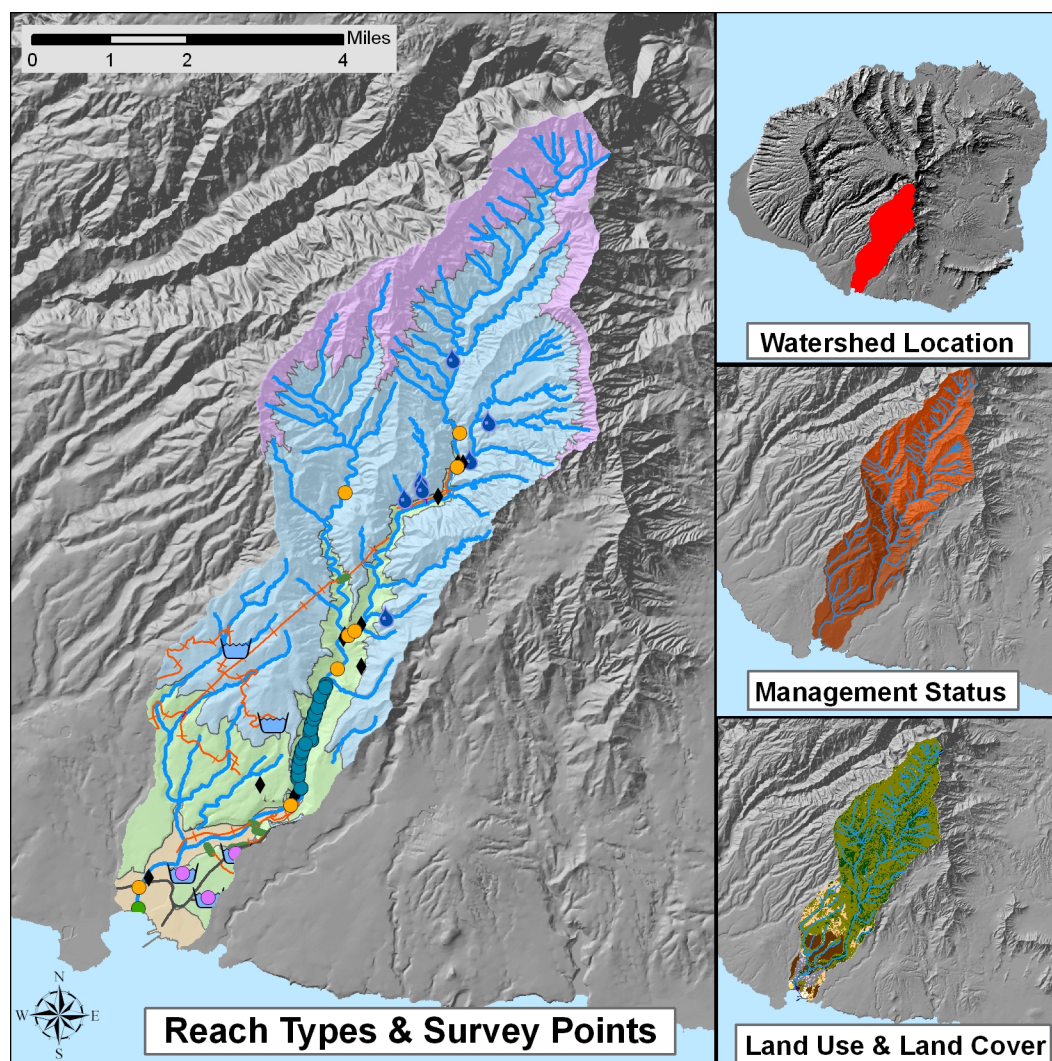 Miles
0 1 2 4
Watershed Location
Management Status
N
W E
S
Reach Types & Survey Points
Land Use & Land Cover